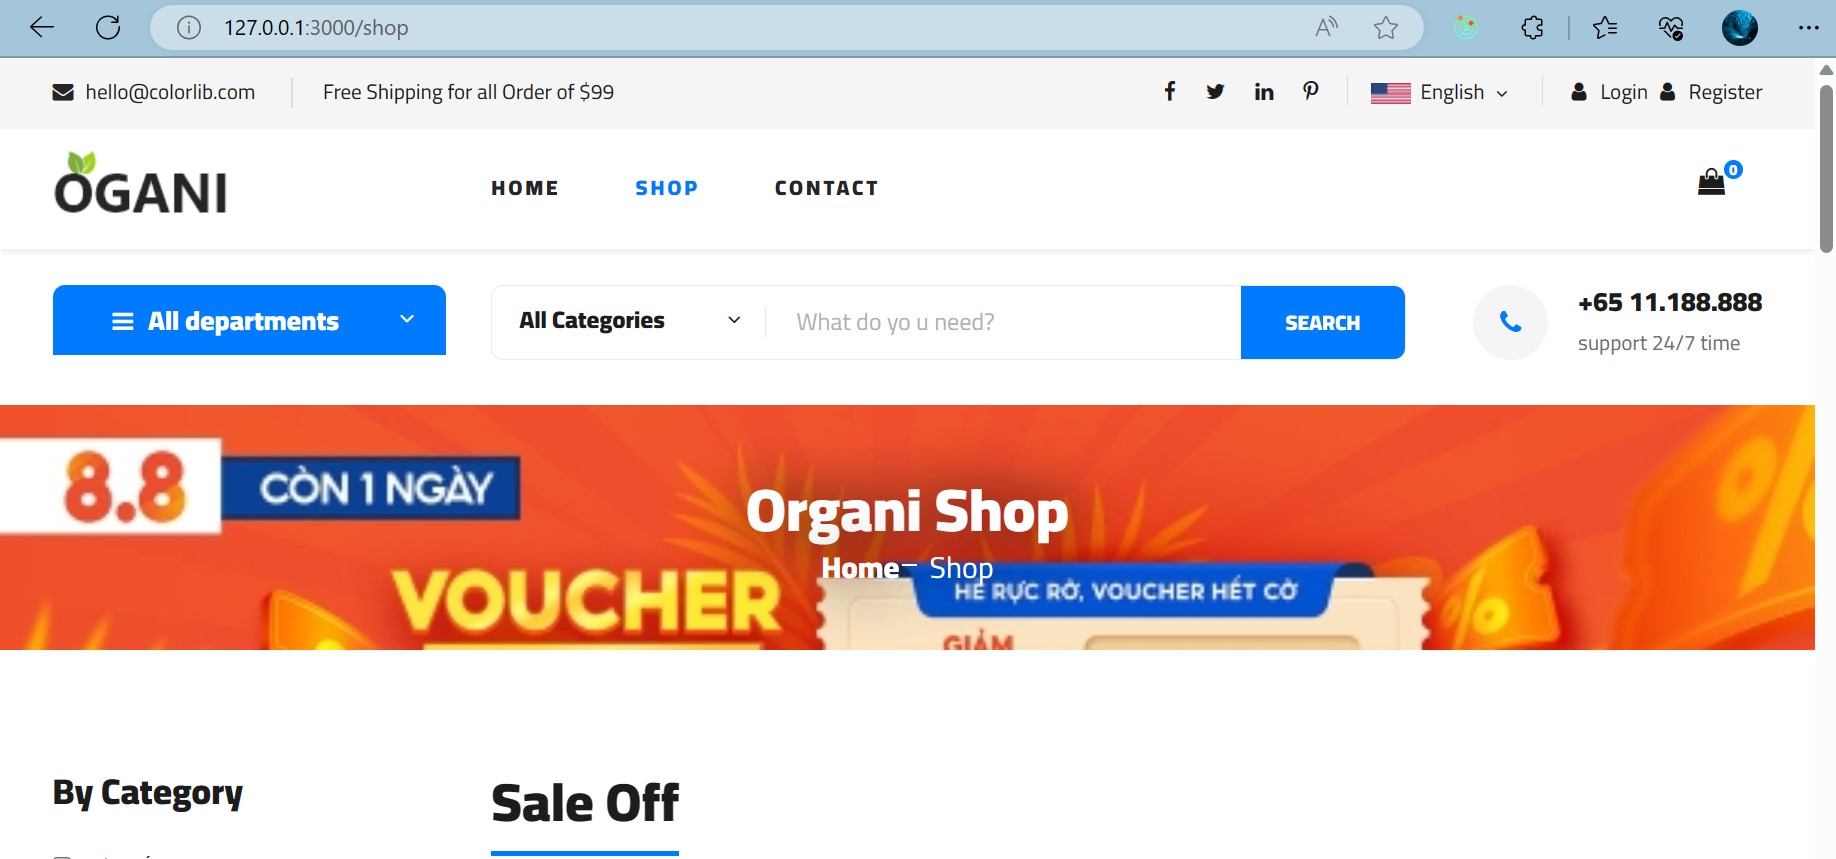 127.0.0.1:3000/shop
hello@colorlib.com
Free Shipping for all Order of $99
English
Login
Register
OGANI
HOME
SHOP
CONTACT
0
All departments
All Categories
What do yo u need?
SEARCH
+65 11.188.888
support 24/7 time
8.8
CÒN 1 NGÀY
Organi Shop
Home– Shop
VOUCHER
HÈ RỰC RỠ, VOUCHER HẾT CỠ
GIẢM
%
%
By Category
Sale Off